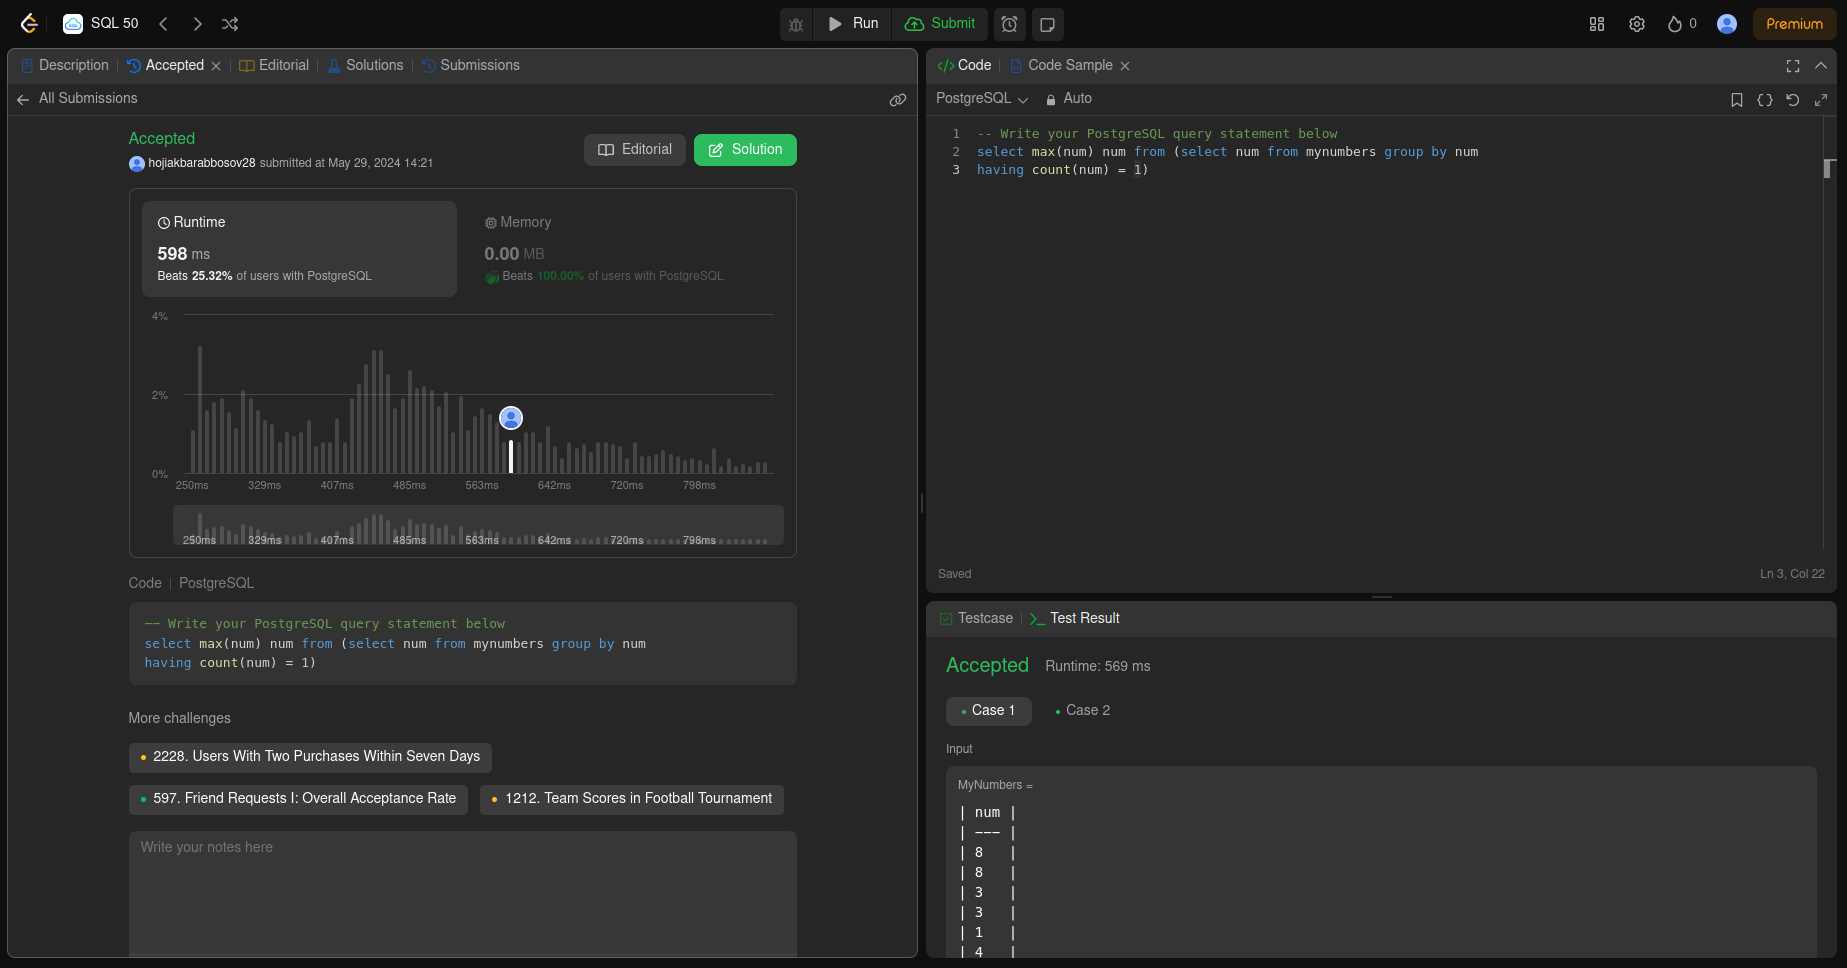 SQL 50
Run
Submit
0
Premium
Description
Accepted
Editorial
Solutions
Submissions
All Submissions
Accepted
hojiakbarabbosov28 submitted at May 29, 2024 14:21
Editorial
Solution
Runtime
598 ms
Beats 25.32% of users with PostgreSQL
Memory
0.00 MB
Beats 100.00% of users with PostgreSQL
4%
2%
0%
250ms 329ms 407ms 485ms 563ms 642ms 720ms 798ms
250ms 329ms 407ms 485ms 563ms 642ms 720ms 798ms
Code | PostgreSQL
-- Write your PostgreSQL query statement below
select max(num) num from (select num from mynumbers group by num
having count(num) = 1)
More challenges
2228. Users With Two Purchases Within Seven Days
597. Friend Requests I: Overall Acceptance Rate
1212. Team Scores in Football Tournament
Write your notes here
</> Code
Code Sample
PostgreSQL
Auto
1 -- Write your PostgreSQL query statement below
2 select max(num) num from (select num from mynumbers group by num
3 having count(num) = 1)
Saved
Ln 3, Col 22
Testcase
Test Result
Accepted
Runtime: 569 ms
Case 1
Case 2
Input
MyNumbers =
| num |
| --- |
| 8 |
| 8 |
| 3 |
| 3 |
| 1 |
| 4 |